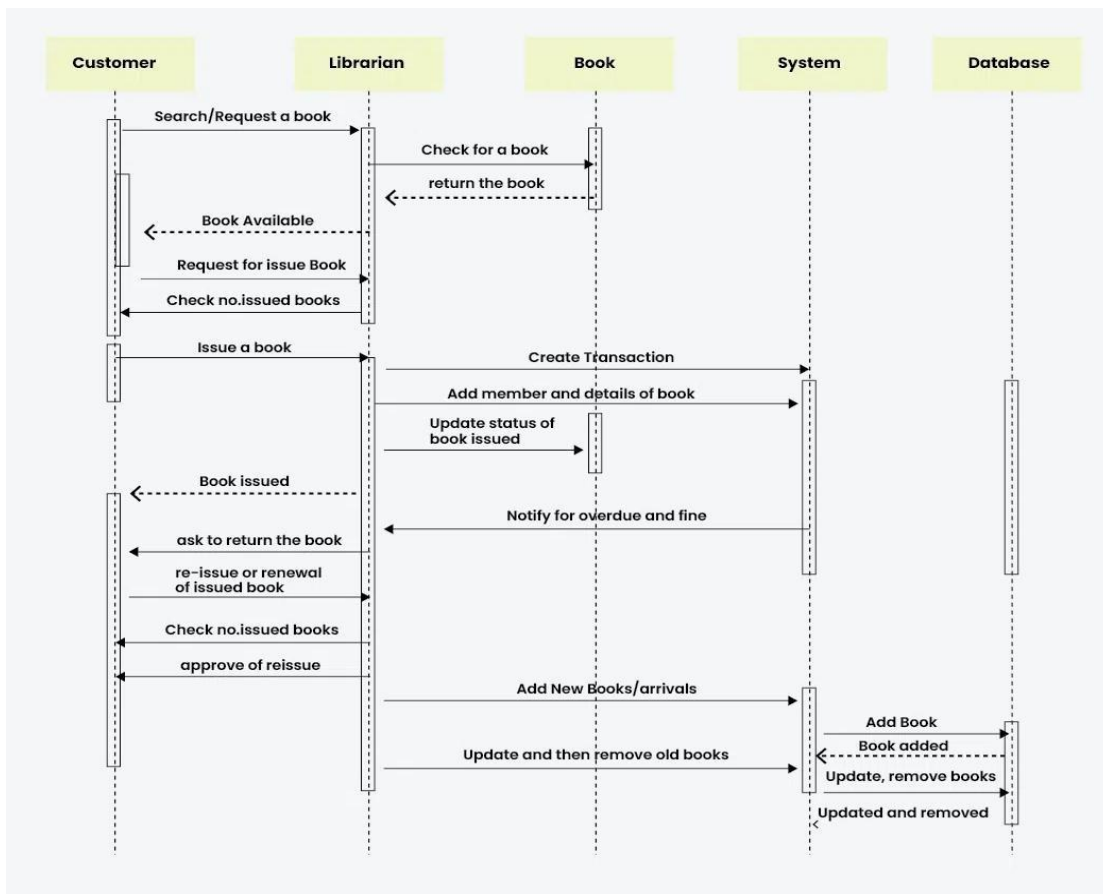 Customer
Librarian
Book
System
Database
Search/Request a book
Check for a book
return the book
Book Available
Request for issue Book
Check no.issued books
Issue a book
Create Transaction
Add member and details of book
Update status of
book issued
Book issued
Notify for overdue and fine
ask to return the book
re-issue or renewal
of issued book
Check no.issued books
approve of reissue
Add New Books/arrivals
Add Book
Book added
Update and then remove old books
Update, remove books
Updated and removed